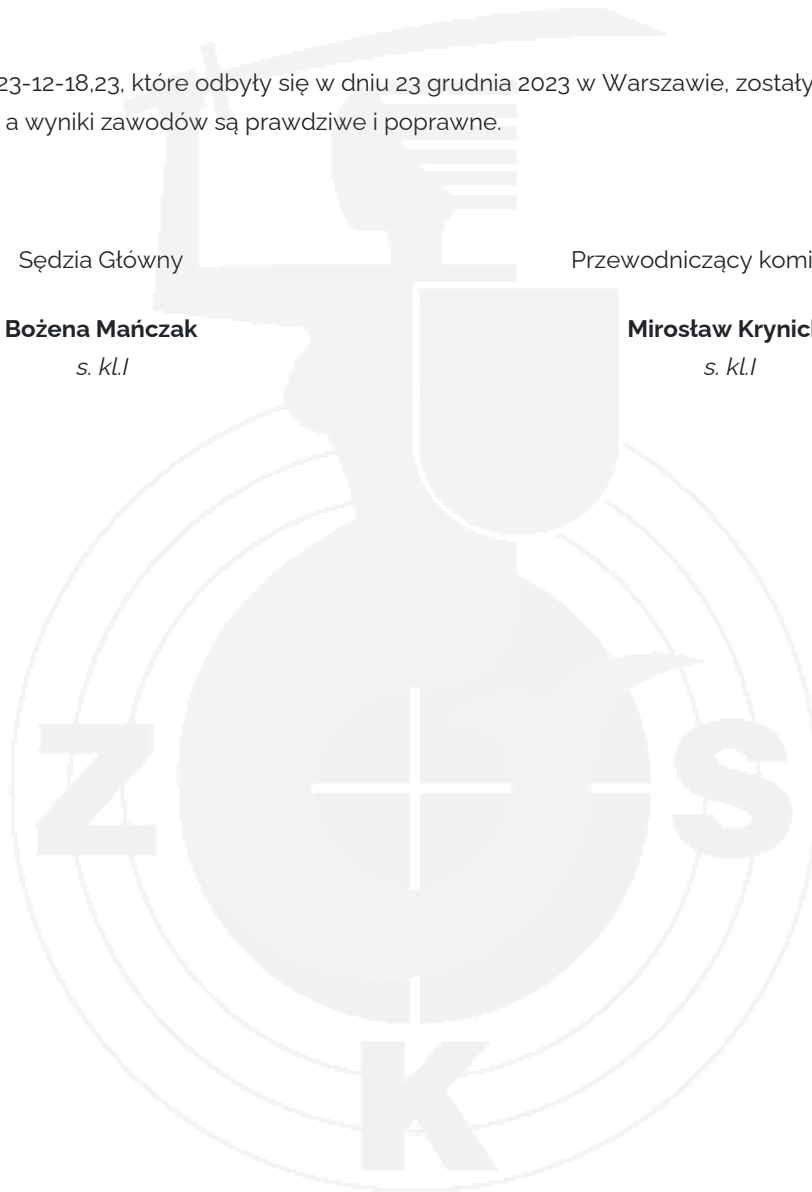 23-12-18,23, które odbyły się w dniu 23 grudnia 2023 w Warszawie, zostały
a wyniki zawodów są prawdziwe i poprawne.
Sędzia Główny Przewodniczący komi
Bożena Mańczak Mirosław Krynic
s. kl.I s. kl.I
Z S
K